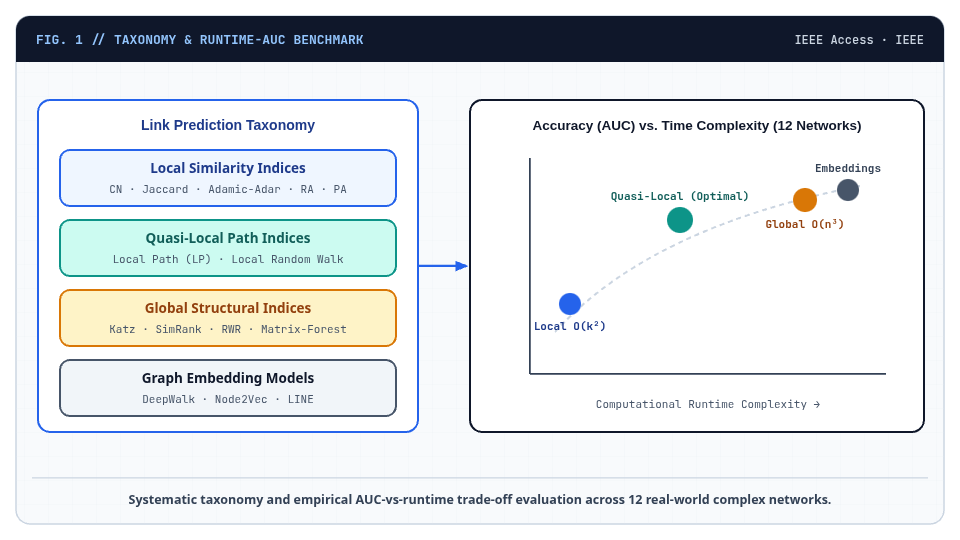 FIG. 1 // TAXONOMY & RUNTIME-AUC BENCHMARK
IEEE Access · IEEE
Link Prediction Taxonomy
Local Similarity Indices
CN · Jaccard · Adamic-Adar · RA · PA
Quasi-Local Path Indices
Local Path (LP) · Local Random Walk
Global Structural Indices
Katz · SimRank · RWR · Matrix-Forest
Graph Embedding Models
DeepWalk · Node2Vec · LINE
Accuracy (AUC) vs. Time Complexity (12 Networks)
Embeddings
Quasi-Local (Optimal)
Global O(n³)
Local O(k²)
Computational Runtime Complexity →
Systematic taxonomy and empirical AUC-vs-runtime trade-off evaluation across 12 real-world complex networks.